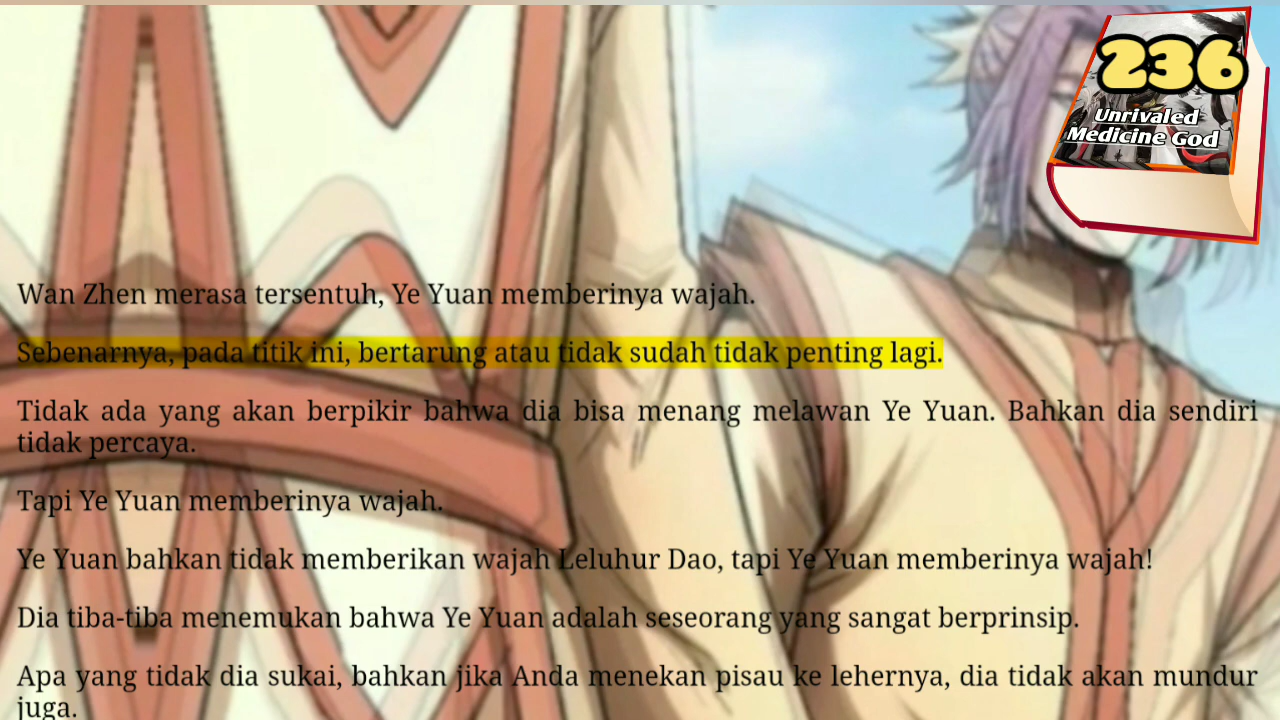 236
Unrivaled
Medicine God
Wan Zhen merasa tersentuh, Ye Yuan memberinya wajah.
Sebenarnya, pada titik ini, bertarung atau tidak sudah tidak penting lagi.
Tidak ada yang akan berpikir bahwa dia bisa menang melawan Ye Yuan. Bahkan dia sendiri
tidak percaya.
Tapi Ye Yuan memberinya wajah.
Ye Yuan bahkan tidak memberikan wajah Leluhur Dao, tapi Ye Yuan memberinya wajah!
Dia tiba-tiba menemukan bahwa Ye Yuan adalah seseorang yang sangat berprinsip.
Apa yang tidak dia sukai, bahkan jika Anda menekan pisau ke lehernya, dia tidak akan mundur
juga.